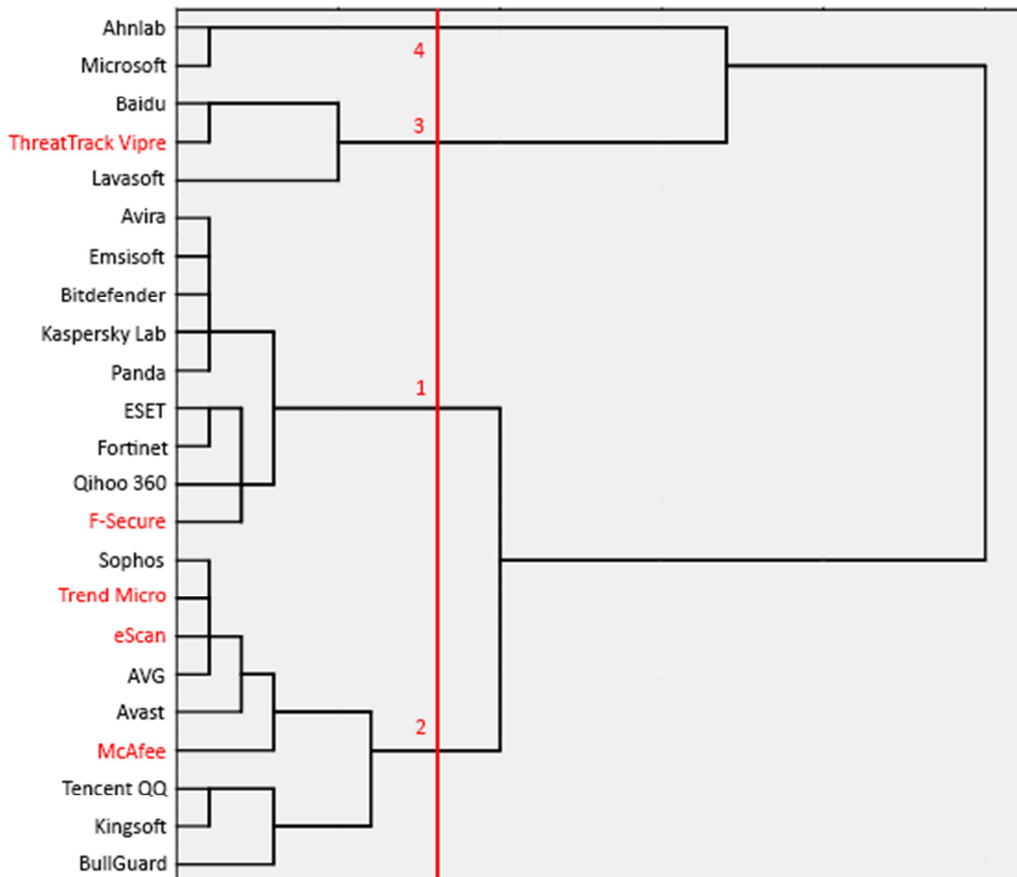 Ahnlab
4
Microsoft
Baidu
3
ThreatTrack Vipre
Lavasoft
Avira
Emsisoft
Bitdefender
Kaspersky Lab
Panda
1
ESET
Fortinet
Qihoo 360
F-Secure
Sophos
Trend Micro
eScan
AVG
Avast
2
McAfee
Tencent QQ
Kingsoft
BullGuard